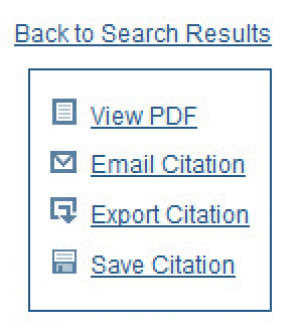 Back to Search Results
View PDF
Email Citation
Export Citation
Save Citation